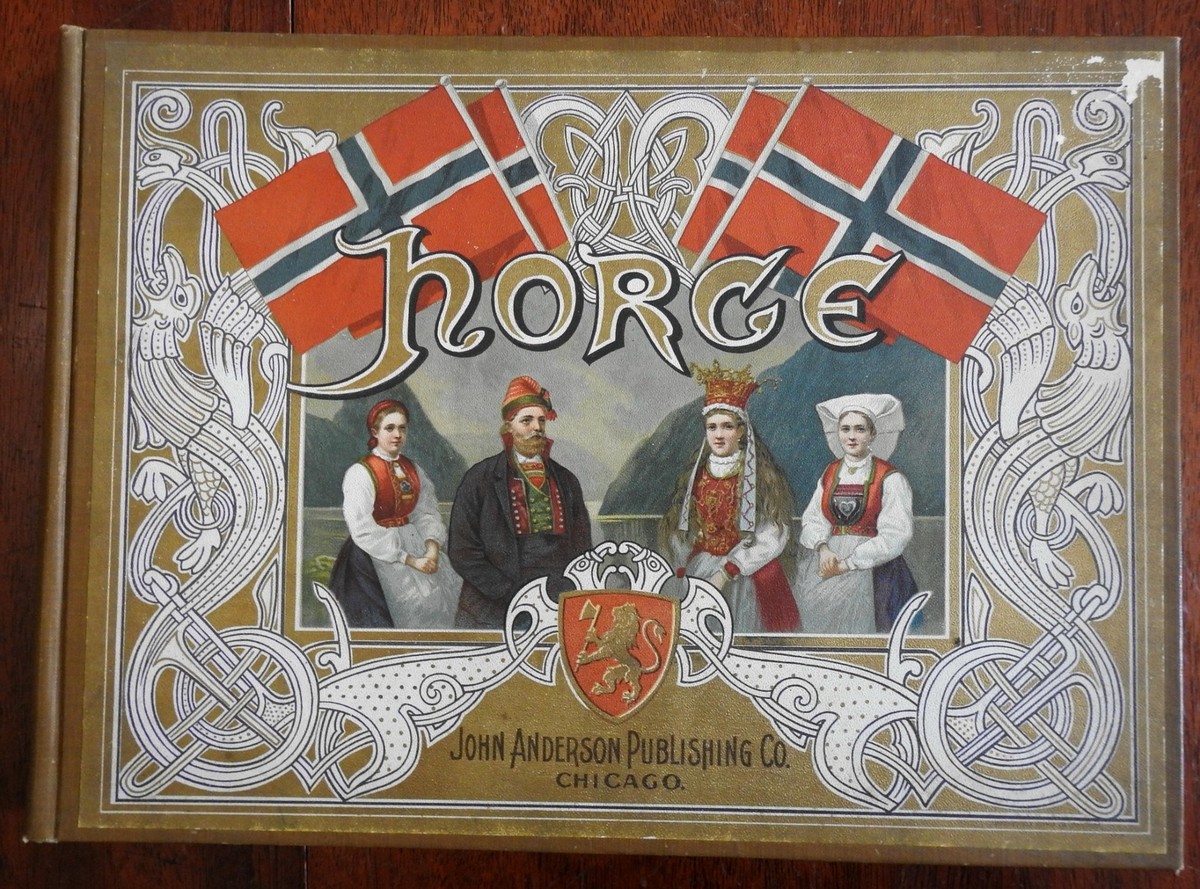 NORGE
JOHN ANDERSON PUBLISHING CO.
CHICAGO.